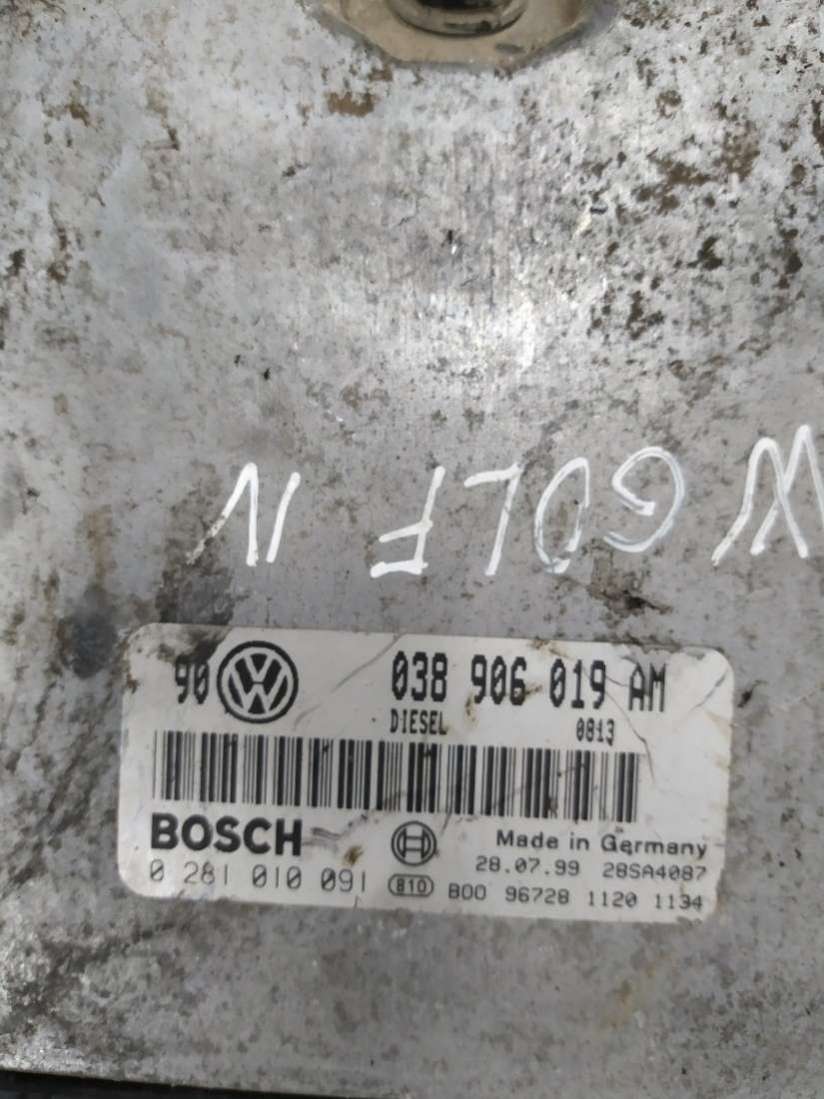 W GOLF IV
90 038 906 019 AM
DIESEL 0813
BOSCH Made in Germany
28.07.99 28SA4087
0 281 010 091 810 B00 96728 1120 1134